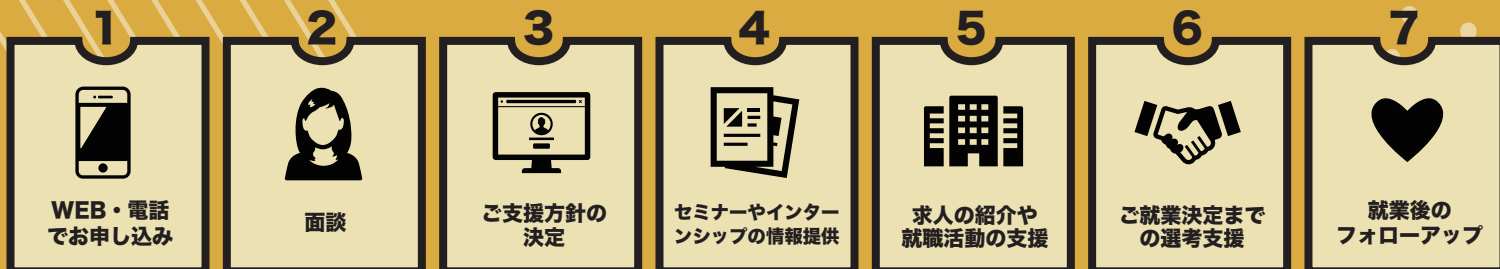 1
WEB・電話
でお申し込み
2
面談
3
ご支援方針の
決定
4
セミナーやインター
ンシップの情報提供
5
求人の紹介や
就職活動の支援
6
ご就業決定まで
の選考支援
7
就業後の
フォローアップ